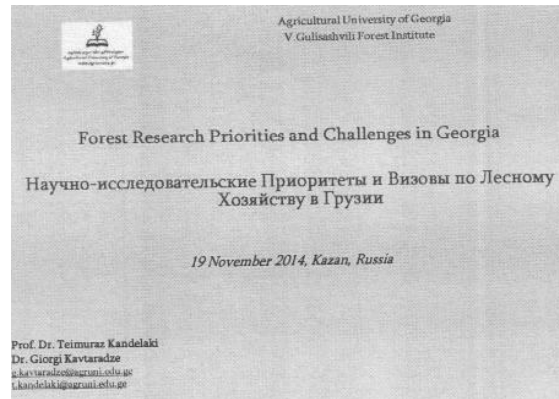 Agricultural University of Georgia
V. Gulisashvili Forest Institute
Forest Research Priorities and Challenges in Georgia
Научно-исследовательские Приоритеты и Визовы по Лесному
Хозяйству в Грузии
19 November 2014, Kazan, Russia
Prof. Dr. Teimuraz Kandelaki
Dr. Giorgi Kavtaradze
g.kavtaradze@agruni.edu.ge
t.kandelaki@agruni.edu.ge